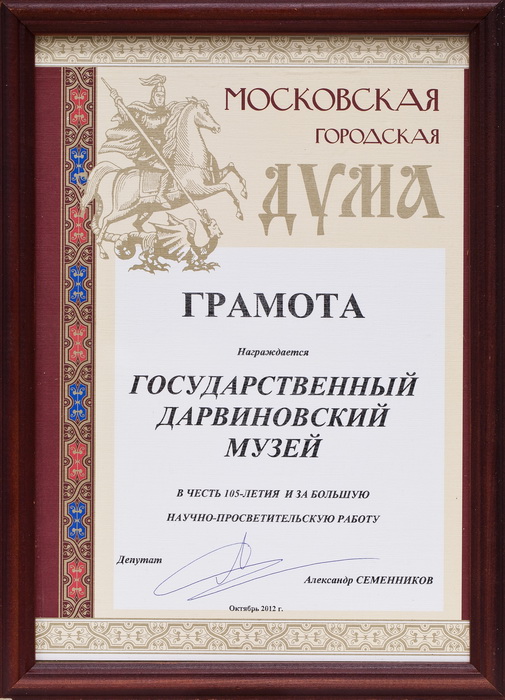 МОСКОВСКАЯ
ГОРОДСКАЯ
ДУМА
ГРАМОТА
Награждается
ГОСУДАРСТВЕННЫЙ
ДАРВИНОВСКИЙ
МУЗЕЙ
В ЧЕСТЬ 105-ЛЕТИЯ И ЗА БОЛЬШУЮ
НАУЧНО-ПРОСВЕТИТЕЛЬСКУЮ РАБОТУ
Депутат
Александр СЕМЕННИКОВ
Октябрь 2012 г.